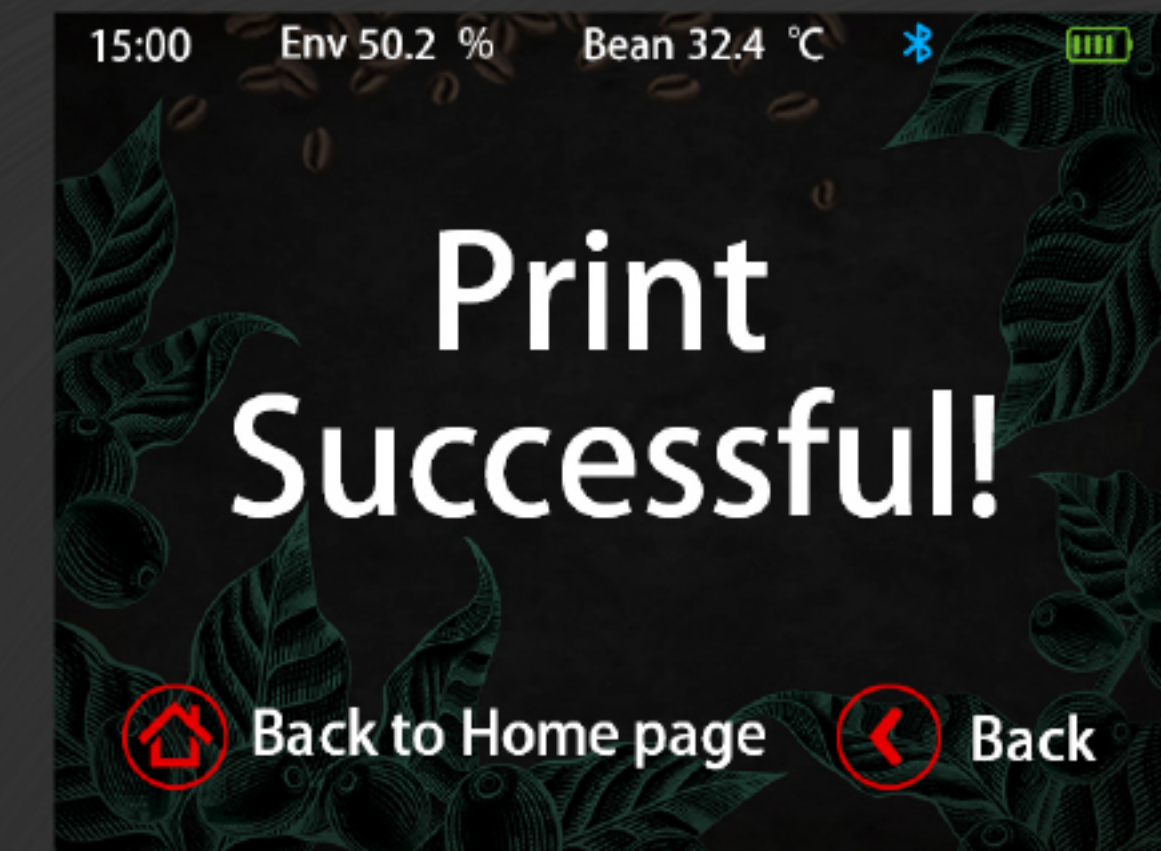 15:00 Env 50.2 % Bean 32.4 ℃
Print
Successful!
Back to Home page Back